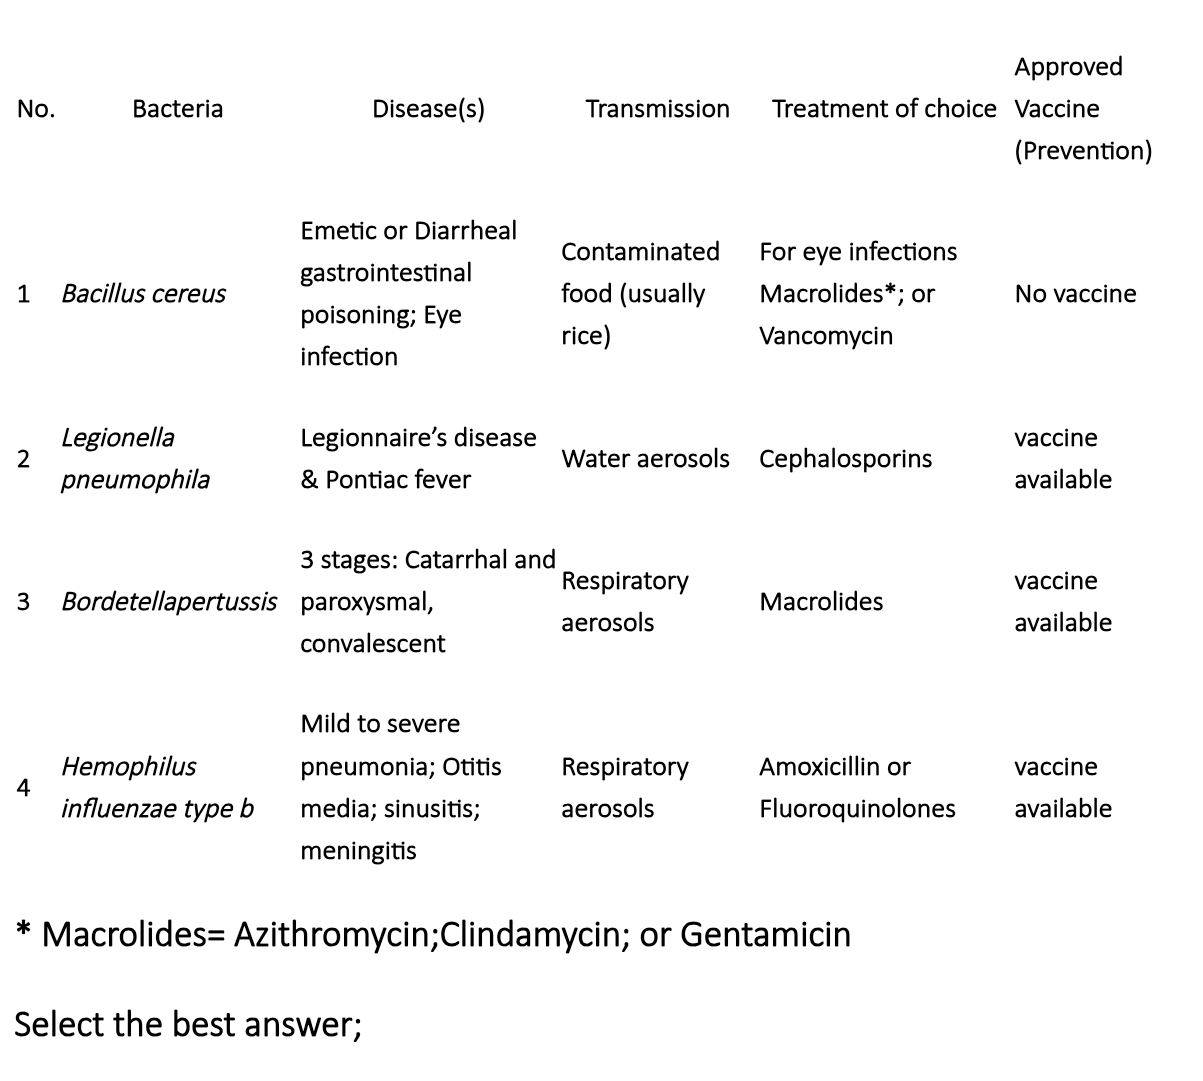 No. Bacteria Disease(s) Transmission Treatment of choice Approved
Vaccine
(Prevention)
1 Bacillus cereus Emetic or Diarrheal
gastrointestinal
poisoning; Eye
infection
Contaminated
food (usually
rice)
For eye infections
Macrolides*; or
Vancomycin
No vaccine
2 Legionella
pneumophila
Legionnaire’s disease
& Pontiac fever
Water aerosols
Cephalosporins
vaccine
available
3 Bordetellapertussis
3 stages: Catarrhal and
paroxysmal,
convalescent
Respiratory
aerosols
Macrolides
vaccine
available
4 Hemophilus
influenzae type b
Mild to severe
pneumonia; Otitis
media; sinusitis;
meningitis
Respiratory
aerosols
Amoxicillin or
Fluoroquinolones
vaccine
available
* Macrolides= Azithromycin;Clindamycin; or Gentamicin
Select the best answer;